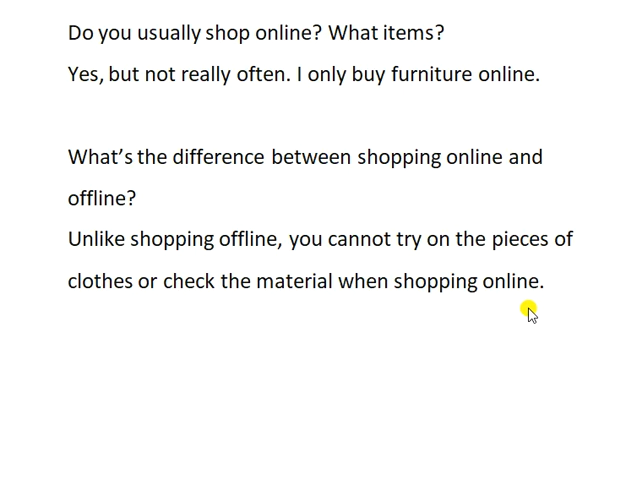 Do you usually shop online? What items?
Yes, but not really often. I only buy furniture online.
What’s the difference between shopping online and
offline?
Unlike shopping offline, you cannot try on the pieces of
clothes or check the material when shopping online.